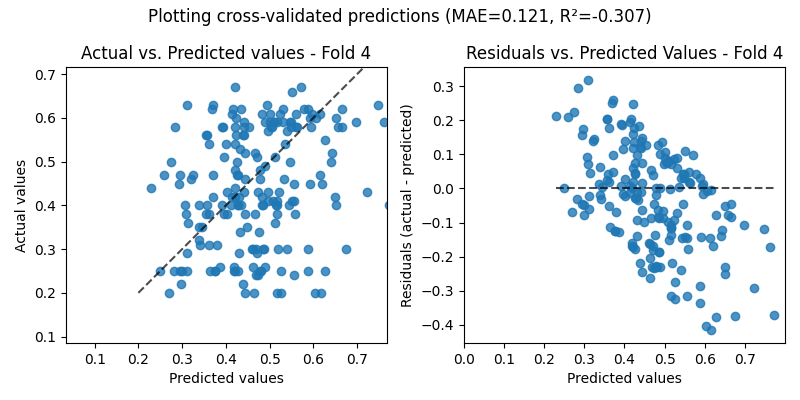 Plotting cross-validated predictions (MAE=0.121, R²=-0.307)
Actual vs. Predicted values - Fold 4
Actual values
0.7
0.6
0.5
0.4
0.3
0.2
0.1
0.1 0.2 0.3 0.4 0.5 0.6 0.7
Predicted values
Residuals vs. Predicted Values - Fold 4
Residuals (actual - predicted)
0.3
0.2
0.1
0.0
−0.1
−0.2
−0.3
−0.4
0.0 0.1 0.2 0.3 0.4 0.5 0.6 0.7
Predicted values